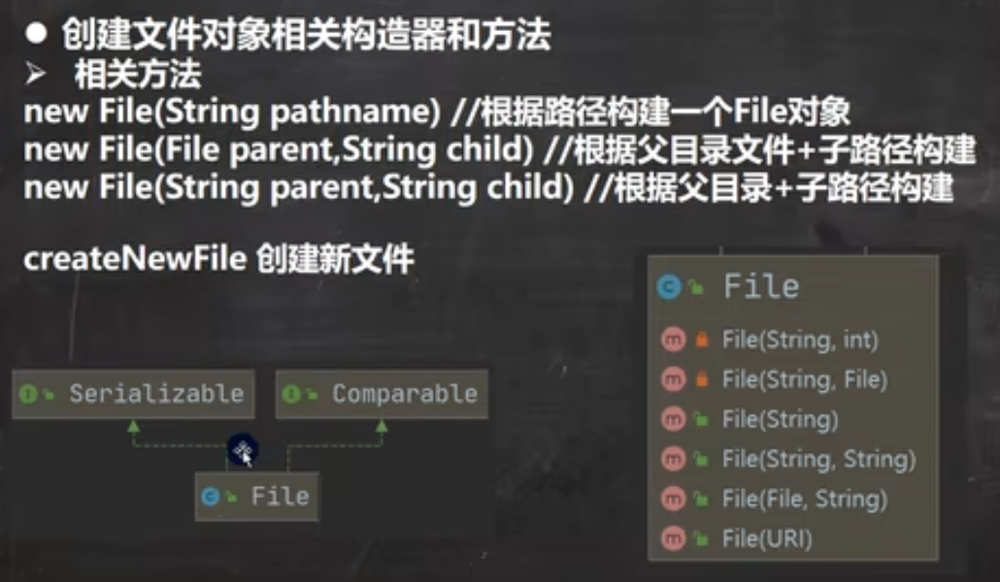 ● 创建文件对象相关构造器和方法
➢ 相关方法
new File(String pathname) //根据路径构建一个File对象
new File(File parent,String child) //根据父目录文件+子路径构建
new File(String parent,String child) //根据父目录+子路径构建
createNewFile 创建新文件
Serializable
Comparable
File
File
File(String, int)
File(String, File)
File(String)
File(String, String)
File(File, String)
File(URI)